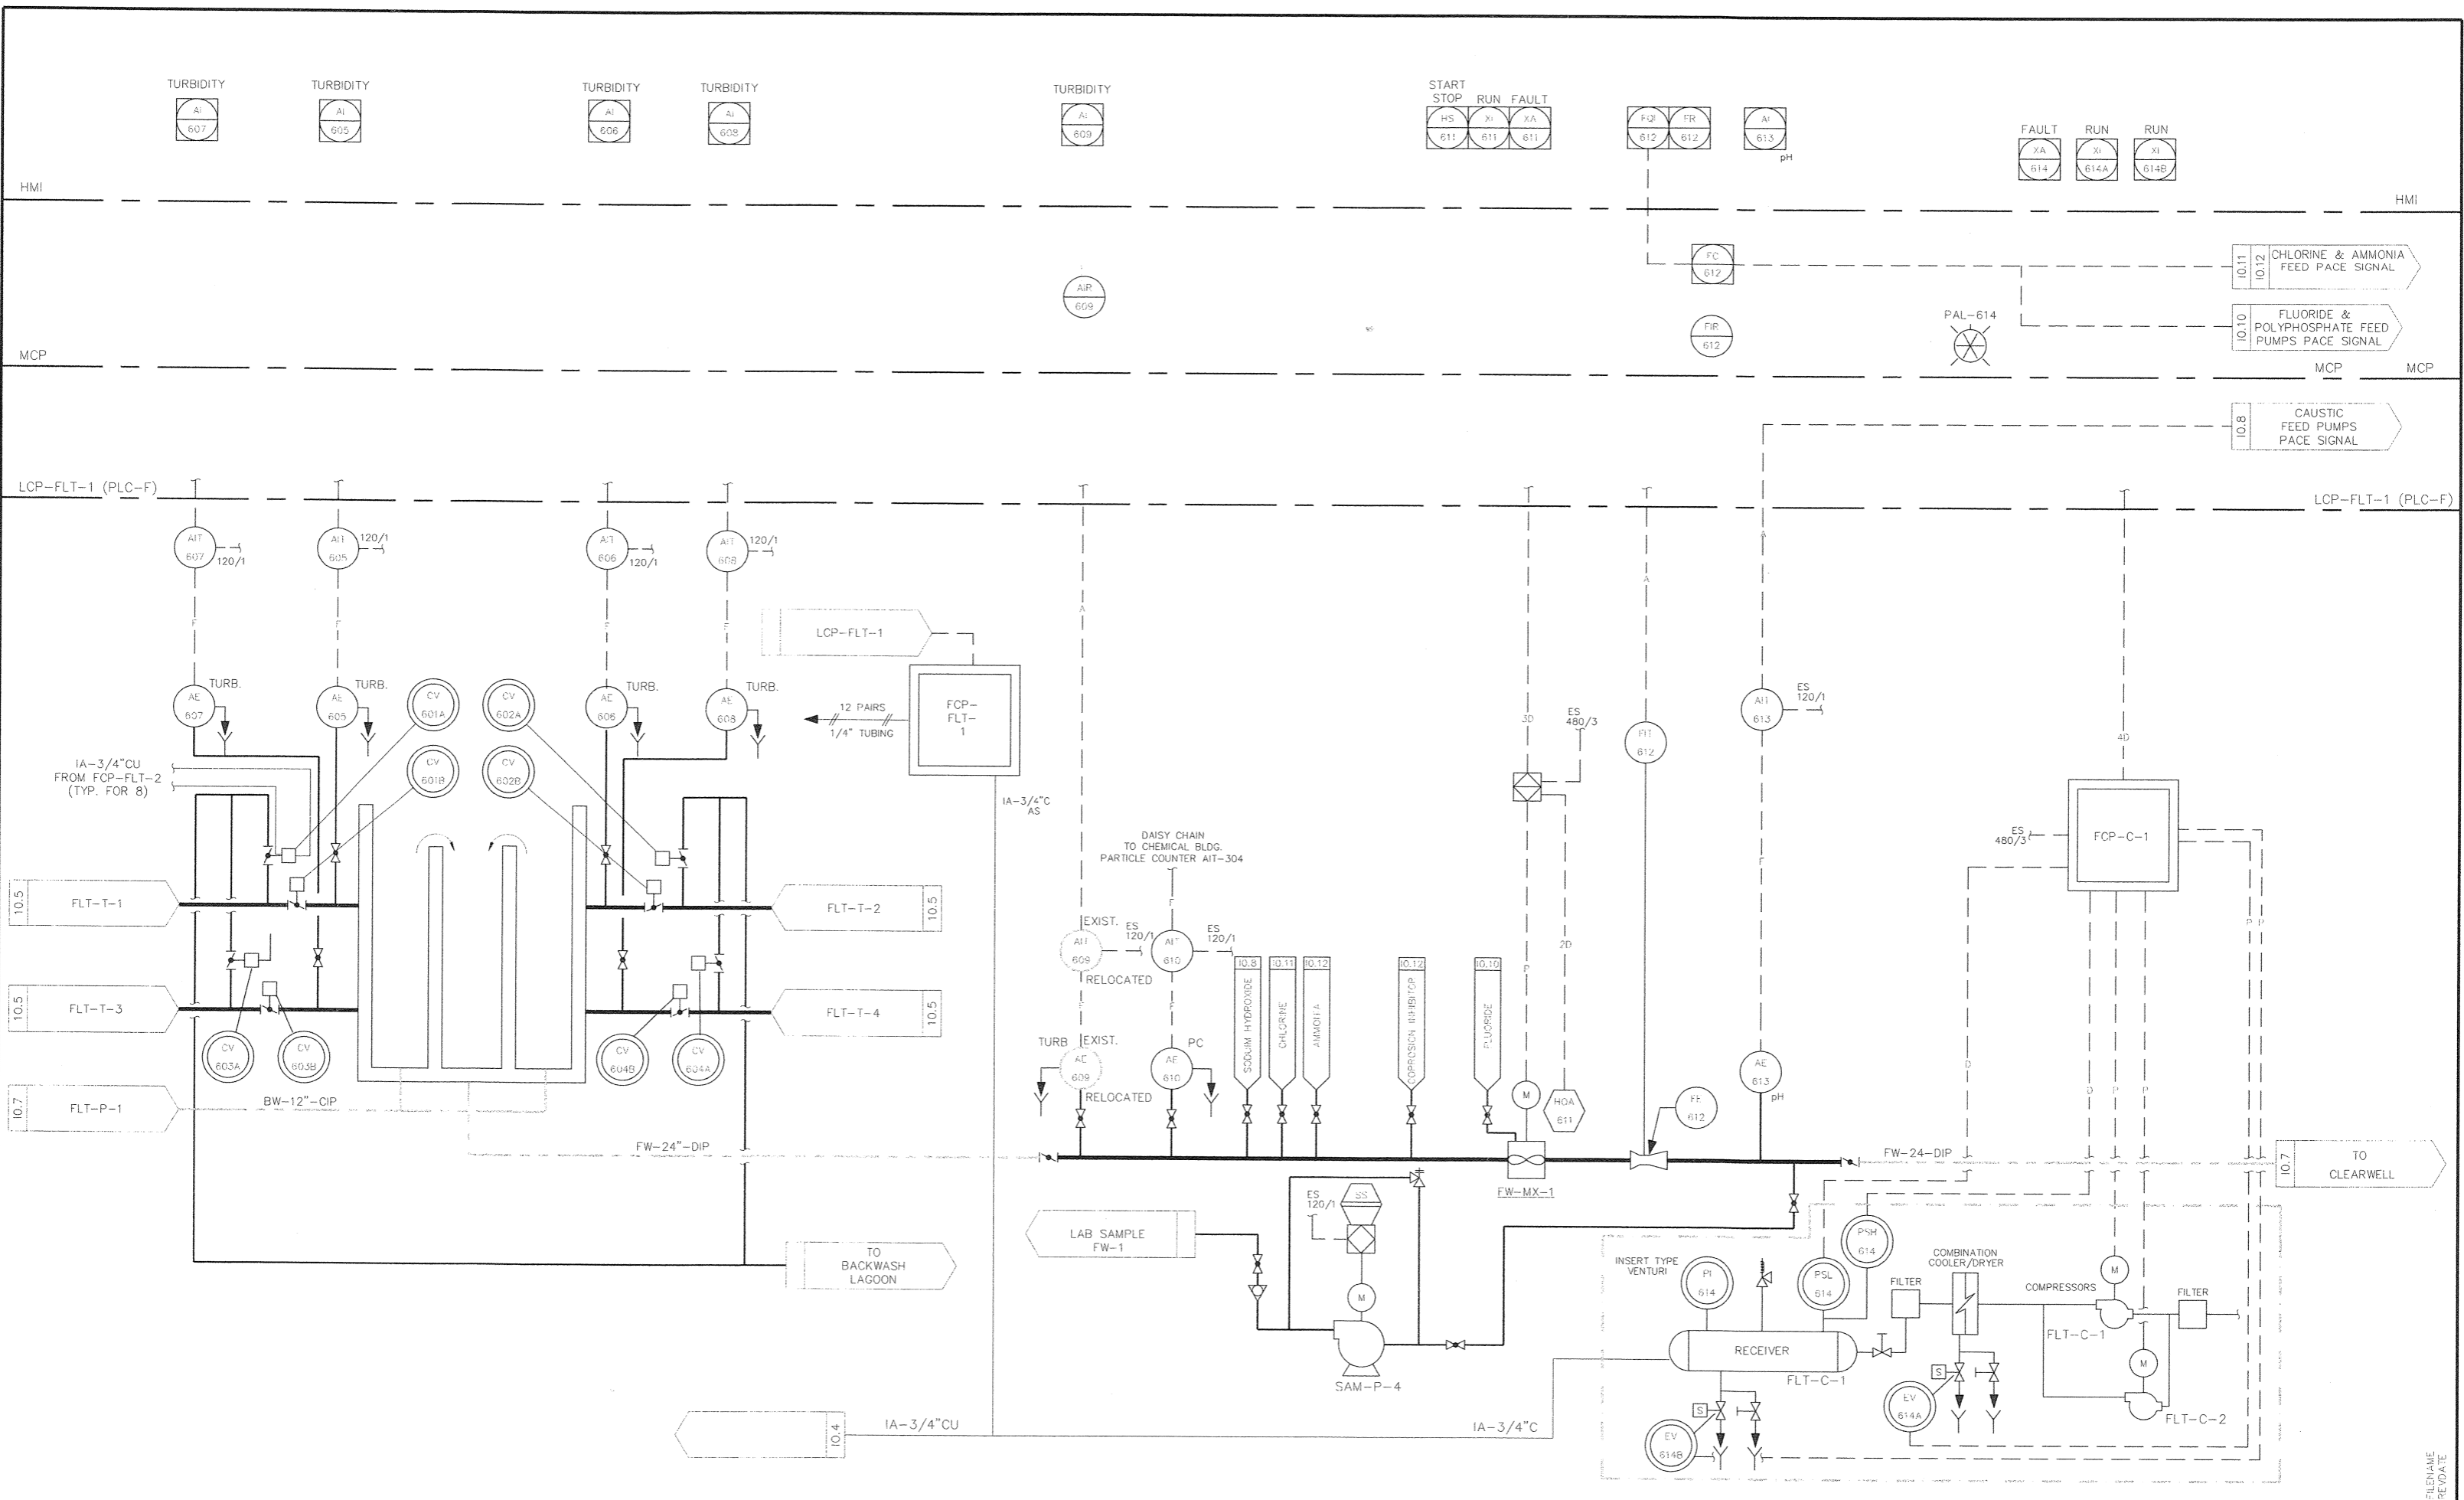 TURBIDITY
AI
607
TURBIDITY
AI
605
TURBIDITY
AI
606
TURBIDITY
AI
608
TURBIDITY
AI
609
START
STOP RUN FAULT
HS
611
XI
611
XA
611
FQI
612
FR
612
AI
613
pH
FAULT
XA
614
RUN
XI
614A
RUN
XI
614B
HMI
HMI
AIR
609
FC
612
FIR
612
PAL-614
10.11
10.12
CHLORINE & AMMONIA
FEED PACE SIGNAL
10.10
FLUORIDE &
POLYPHOSPHATE FEED
PUMPS PACE SIGNAL
MCP
MCP
MCP
10.8
CAUSTIC
FEED PUMPS
PACE SIGNAL
LCP-FLT-1 (PLC-F)
LCP-FLT-1 (PLC-F)
AIT
607
120/1
AIT
605
120/1
AIT
606
120/1
AIT
608
120/1
F
F
F
F
A
A
A
LCP-FLT-1
FCP-
FLT-
1
12 PAIRS
1/4" TUBING
AE
607
TURB.
AE
605
TURB.
CV
601A
CV
602A
AE
606
TURB.
AE
608
TURB.
CV
601B
CV
602B
IA-3/4"CU
FROM FCP-FLT-2
(TYP. FOR 8)
IA-3/4"C
AS
3D
ES
480/3
FIT
612
AIT
613
ES
120/1
4D
FCP-C-1
ES
480/3
DAISY CHAIN
TO CHEMICAL BLDG.
PARTICLE COUNTER AIT-304
F
F
10.5
FLT-T-1
FLT-T-2
10.5
10.5
FLT-T-3
FLT-T-4
10.5
EXIST.
AIT
609
ES
120/1
RELOCATED
AIT
610
ES
120/1
F
F
2D
P
P
P
TURB
EXIST.
AE
609
RELOCATED
PC
AE
610
10.8
SODUIM HYDROXIDE
10.11
CHLORINE
10.12
AMMONIA
10.12
CORROSION INHIBITOR
10.10
FLUORIDE
M
HOA
611
FE
612
AE
613
pH
D
D
P
P
CV
603A
CV
603B
CV
604B
CV
604A
10.7
FLT-P-1
BW-12"-CIP
FW-24"-DIP
FW-MX-1
FW-24-DIP
10.7
TO
CLEARWELL
LAB SAMPLE
FW-1
ES
120/1
SS
M
SAM-P-4
TO
BACKWASH
LAGOON
INSERT TYPE
VENTURI
PI
614
PSL
614
PSH
614
FILTER
COMBINATION
COOLER/DRYER
COMPRESSORS
M
FILTER
FLT-C-1
M
FLT-C-2
RECEIVER
FLT-C-1
S
EV
614A
S
EV
614B
10.4
IA-3/4"CU
IA-3/4"C
FILENAME
REVDATE